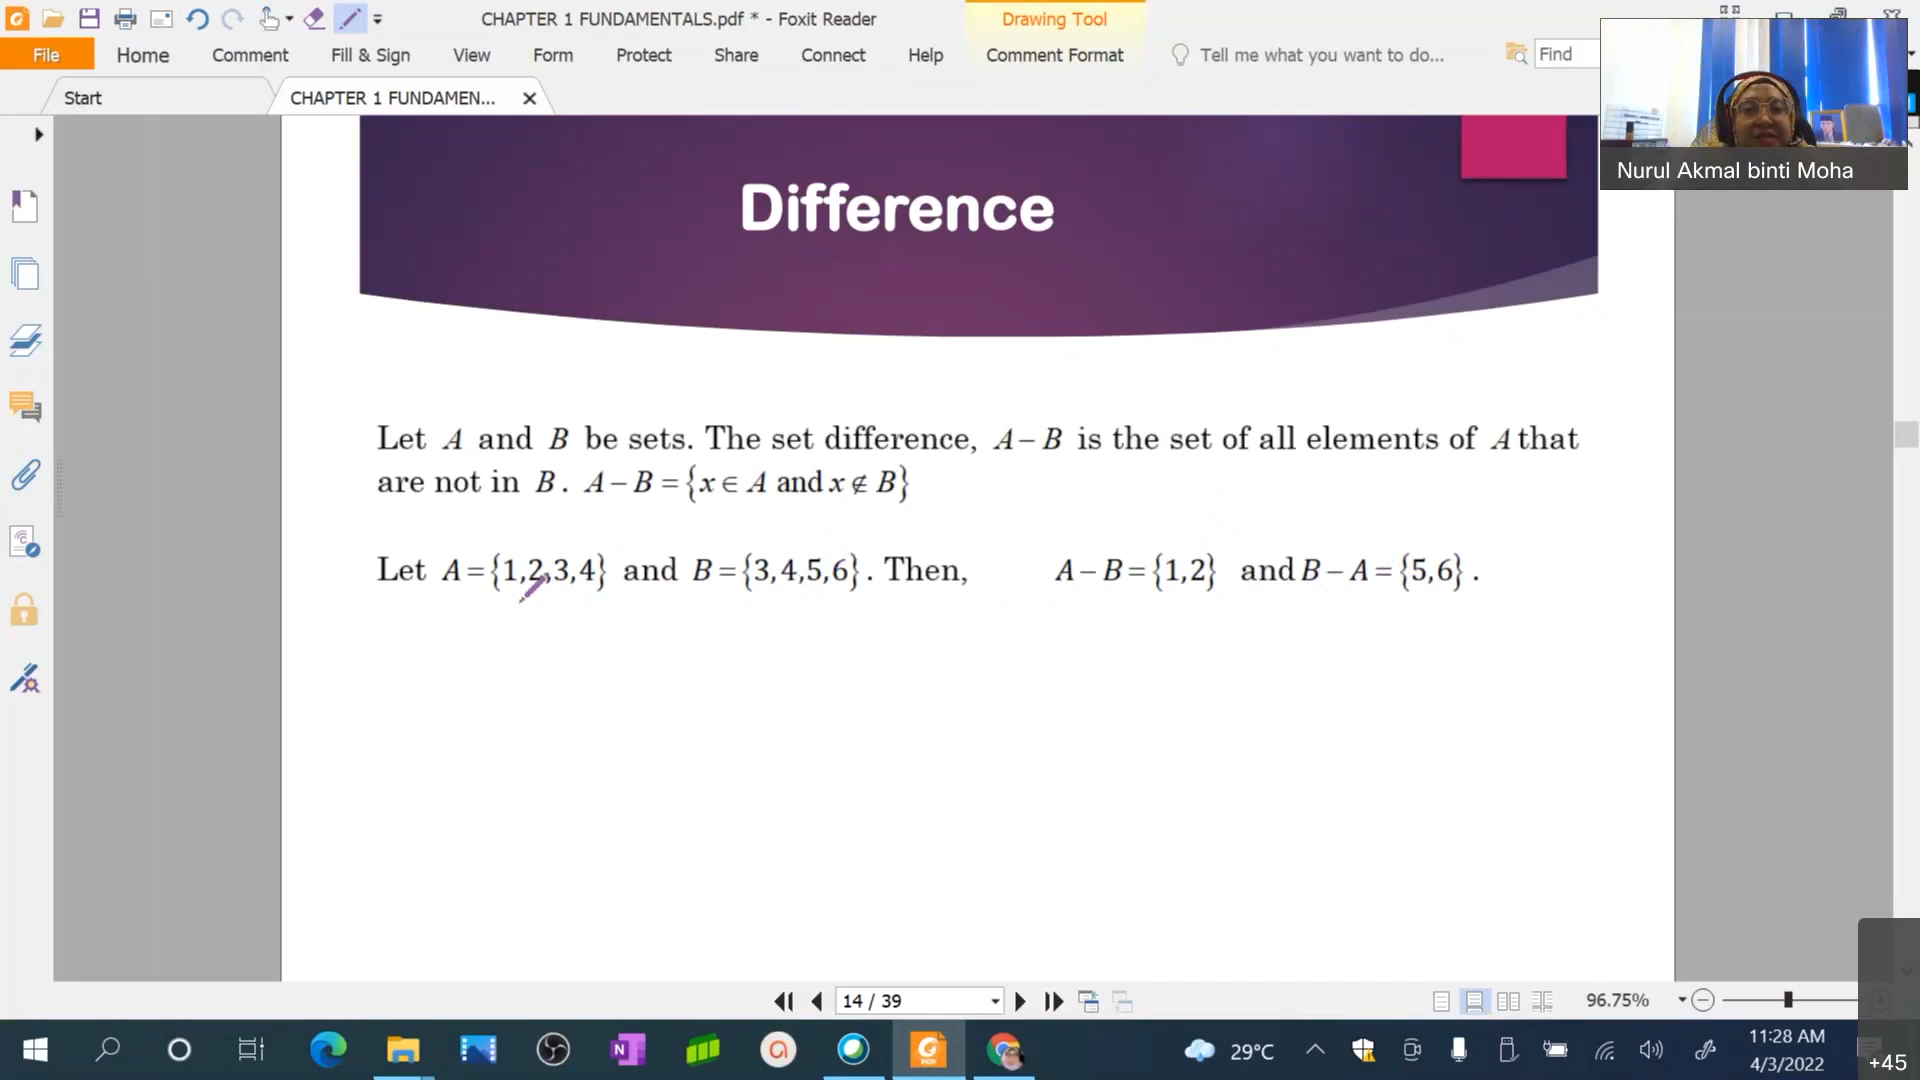 CHAPTER 1 FUNDAMENTALS.pdf * - Foxit Reader
Drawing Tool
File Home Comment Fill & Sign View Form Protect Share Connect Help Comment Format Tell me what you want to do... Find
Start CHAPTER 1 FUNDAMEN...
Nurul Akmal binti Moha
Difference
Let A and B be sets. The set difference, A – B is the set of all elements of A that
are not in B. A – B = {x ∈ A and x ∉ B}
Let A = {1,2,3,4} and B = {3,4,5,6}. Then, A – B = {1,2} and B – A = {5,6}.
14 / 39
96.75%
29°C
11:28 AM
4/3/2022
+45